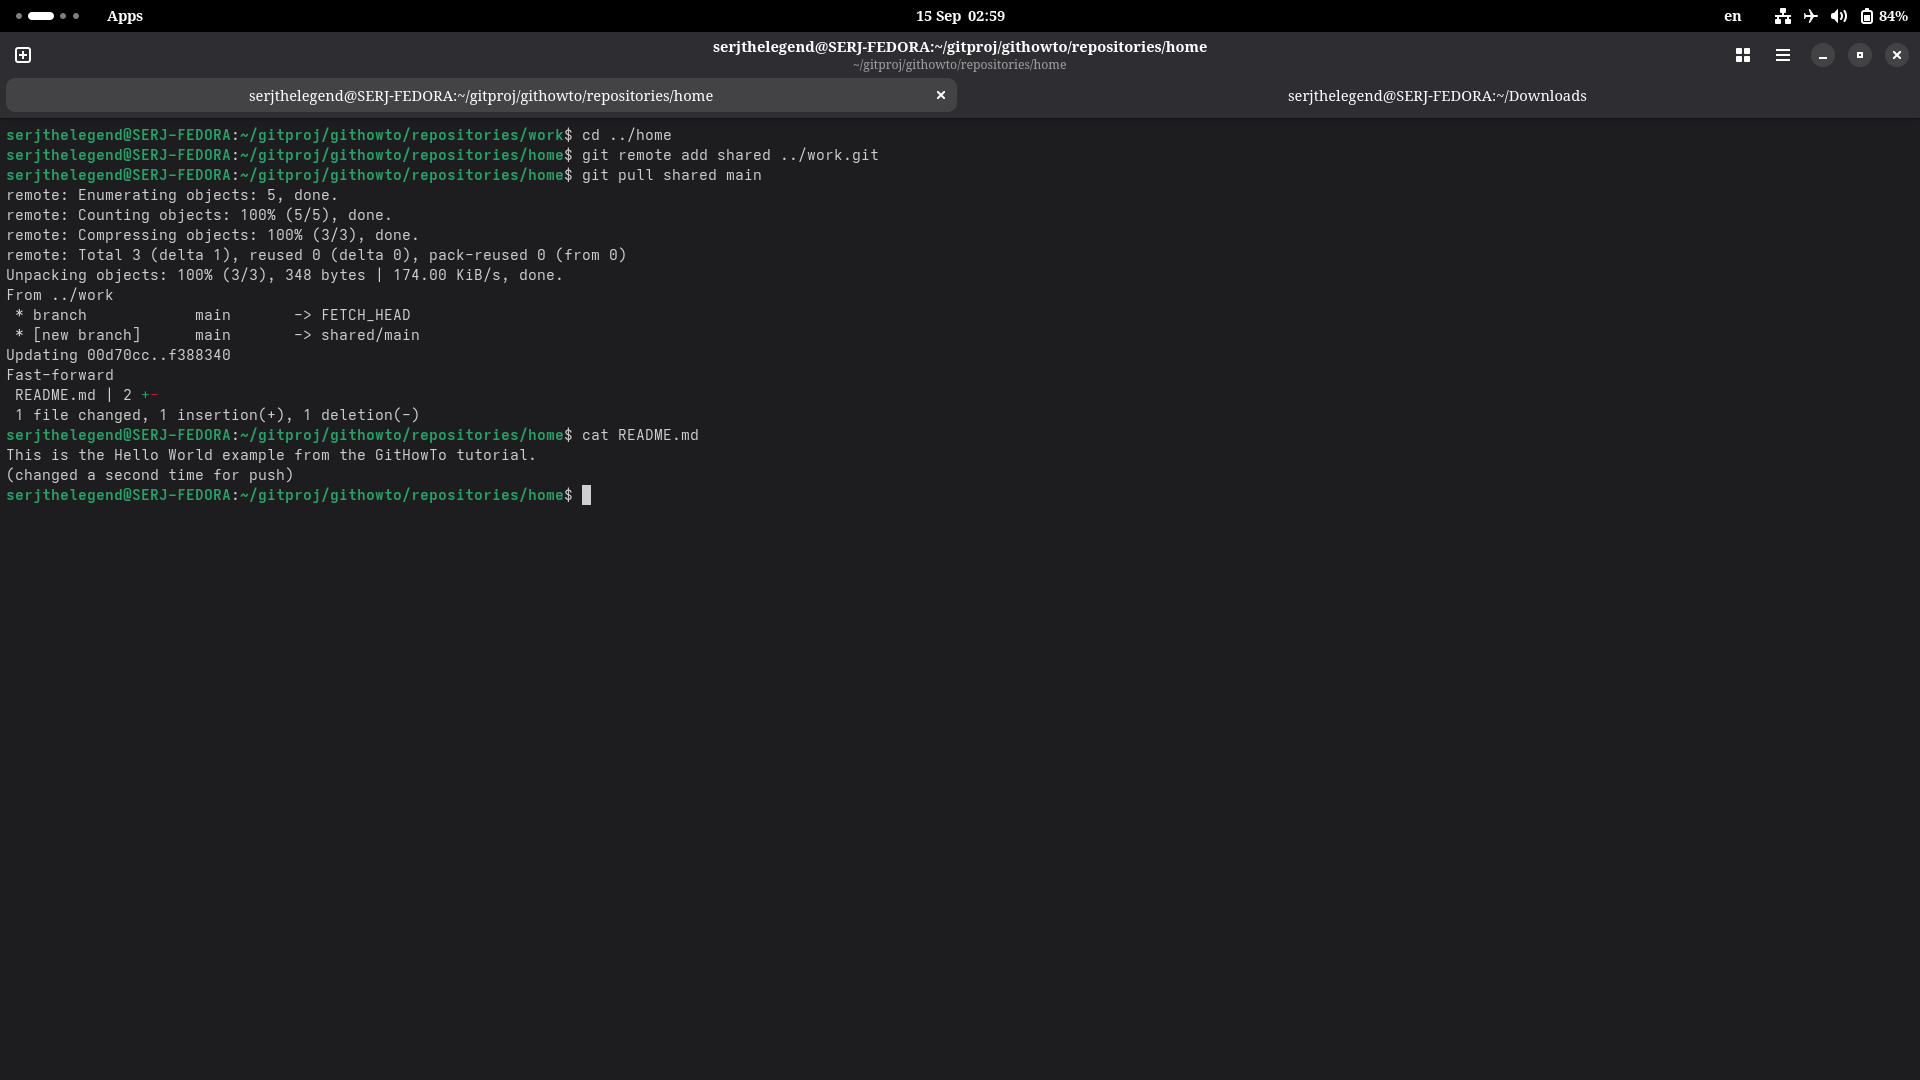 Apps
15 Sep 02:59
en
84%
serjthelegend@SERJ-FEDORA:~/gitproj/githowto/repositories/home
~/gitproj/githowto/repositories/home
serjthelegend@SERJ-FEDORA:~/gitproj/githowto/repositories/home
serjthelegend@SERJ-FEDORA:~/Downloads
serjthelegend@SERJ-FEDORA:~/gitproj/githowto/repositories/work$ cd ../home
serjthelegend@SERJ-FEDORA:~/gitproj/githowto/repositories/home$ git remote add shared ../work.git
serjthelegend@SERJ-FEDORA:~/gitproj/githowto/repositories/home$ git pull shared main
remote: Enumerating objects: 5, done.
remote: Counting objects: 100% (5/5), done.
remote: Compressing objects: 100% (3/3), done.
remote: Total 3 (delta 1), reused 0 (delta 0), pack-reused 0 (from 0)
Unpacking objects: 100% (3/3), 348 bytes | 174.00 KiB/s, done.
From ../work
 * branch            main       -> FETCH_HEAD
 * [new branch]      main       -> shared/main
Updating 00d70cc..f388340
Fast-forward
 README.md | 2 +-
 1 file changed, 1 insertion(+), 1 deletion(-)
serjthelegend@SERJ-FEDORA:~/gitproj/githowto/repositories/home$ cat README.md
This is the Hello World example from the GitHowTo tutorial.
(changed a second time for push)
serjthelegend@SERJ-FEDORA:~/gitproj/githowto/repositories/home$